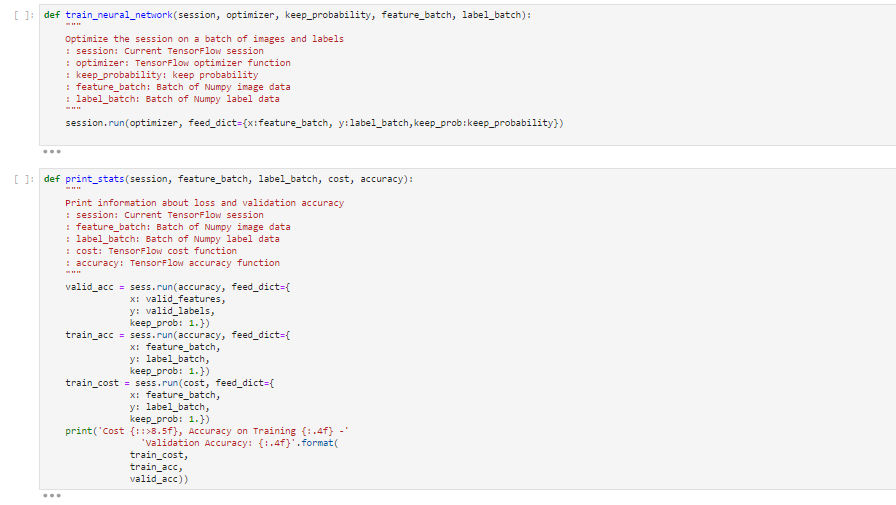 [ ]: def train_neural_network(session, optimizer, keep_probability, feature_batch, label_batch):
    """
    Optimize the session on a batch of images and labels
    : session: Current TensorFlow session
    : optimizer: TensorFlow optimizer function
    : keep_probability: keep probability
    : feature_batch: Batch of Numpy image data
    : label_batch: Batch of Numpy label data
    """
    session.run(optimizer, feed_dict={x:feature_batch, y:label_batch,keep_prob:keep_probability})
[ ]: def print_stats(session, feature_batch, label_batch, cost, accuracy):
    """
    Print information about loss and validation accuracy
    : session: Current TensorFlow session
    : feature_batch: Batch of Numpy image data
    : label_batch: Batch of Numpy label data
    : cost: TensorFlow cost function
    : accuracy: TensorFlow accuracy function
    """
    valid_acc = sess.run(accuracy, feed_dict={
                x: valid_features,
                y: valid_labels,
                keep_prob: 1.})
    train_acc = sess.run(accuracy, feed_dict={
                x: feature_batch,
                y: label_batch,
                keep_prob: 1.})
    train_cost = sess.run(cost, feed_dict={
                x: feature_batch,
                y: label_batch,
                keep_prob: 1.})
    print('Cost {::>8.5f}, Accuracy on Training {:.4f} -'
                  'Validation Accuracy: {:.4f}'.format(
                train_cost,
                train_acc,
                valid_acc))